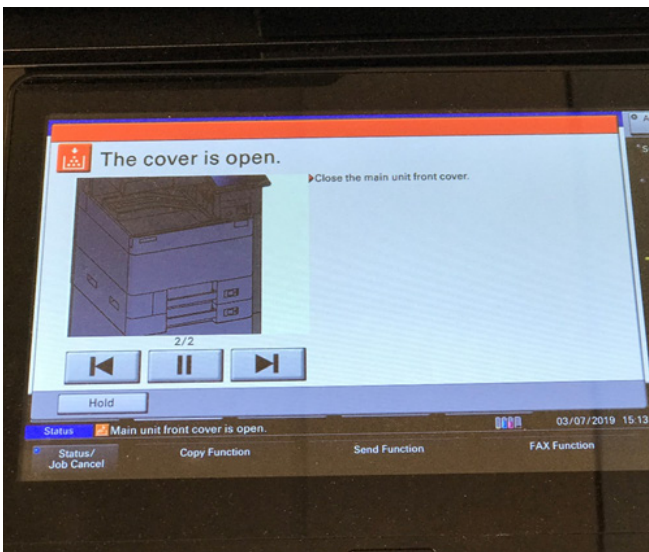 The cover is open.
Close the main unit front cover.
2/2
Hold
Status Main unit front cover is open.
03/07/2019 15:13
Status/
Job Cancel
Copy Function
Send Function
FAX Function